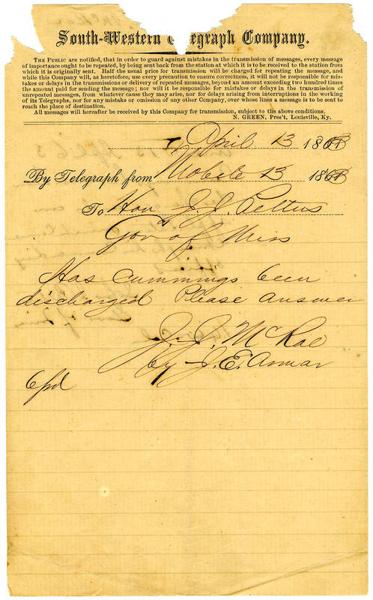 South-Western Telegraph Company.
THE PUBLIC are notified, that in order to guard against mistakes in the transmission of messages, every message
of importance ought to be repeated, by being sent back from the station at which it is to be received to the station from
which it is originally sent. Half the usual price for transmission will be charged for repeating the message, and
while this Company will, as heretofore, use every precaution to ensure correctness, it will not be responsible for mis-
takes or delays in the transmission or delivery of repeated messages, beyond an amount exceeding two hundred times
the amount paid for sending the message; nor will it be responsible for mistakes or delays in the transmission of
unrepeated messages, from whatever cause they may arise, nor for delays arising from interruptions in the working
of its Telegraphs, nor for any mistakes or omission of any other Company, over whose lines a message is to be sent to
reach the place of destination.
All messages will hereafter be received by this Company for transmission, subject to the above conditions.
N. GREEN, Pres't, Louisville, Ky.
April 13 186
By Telegraph from Mobile 13 186
To Hon J. J. Pettus
Gov of Miss
Has Cummings been
discharged Please answer
J. J. McRae
by J. E.
6pd